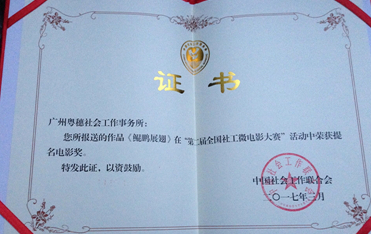 证书
广州粤穗社会工作事务所：
您所报送的作品《鲲鹏展翅》在“第二届全国社工微电影大赛”活动中荣获提
名电影奖。
特发此证，以资鼓励。
中国社会工作联合会
二〇一七年三月